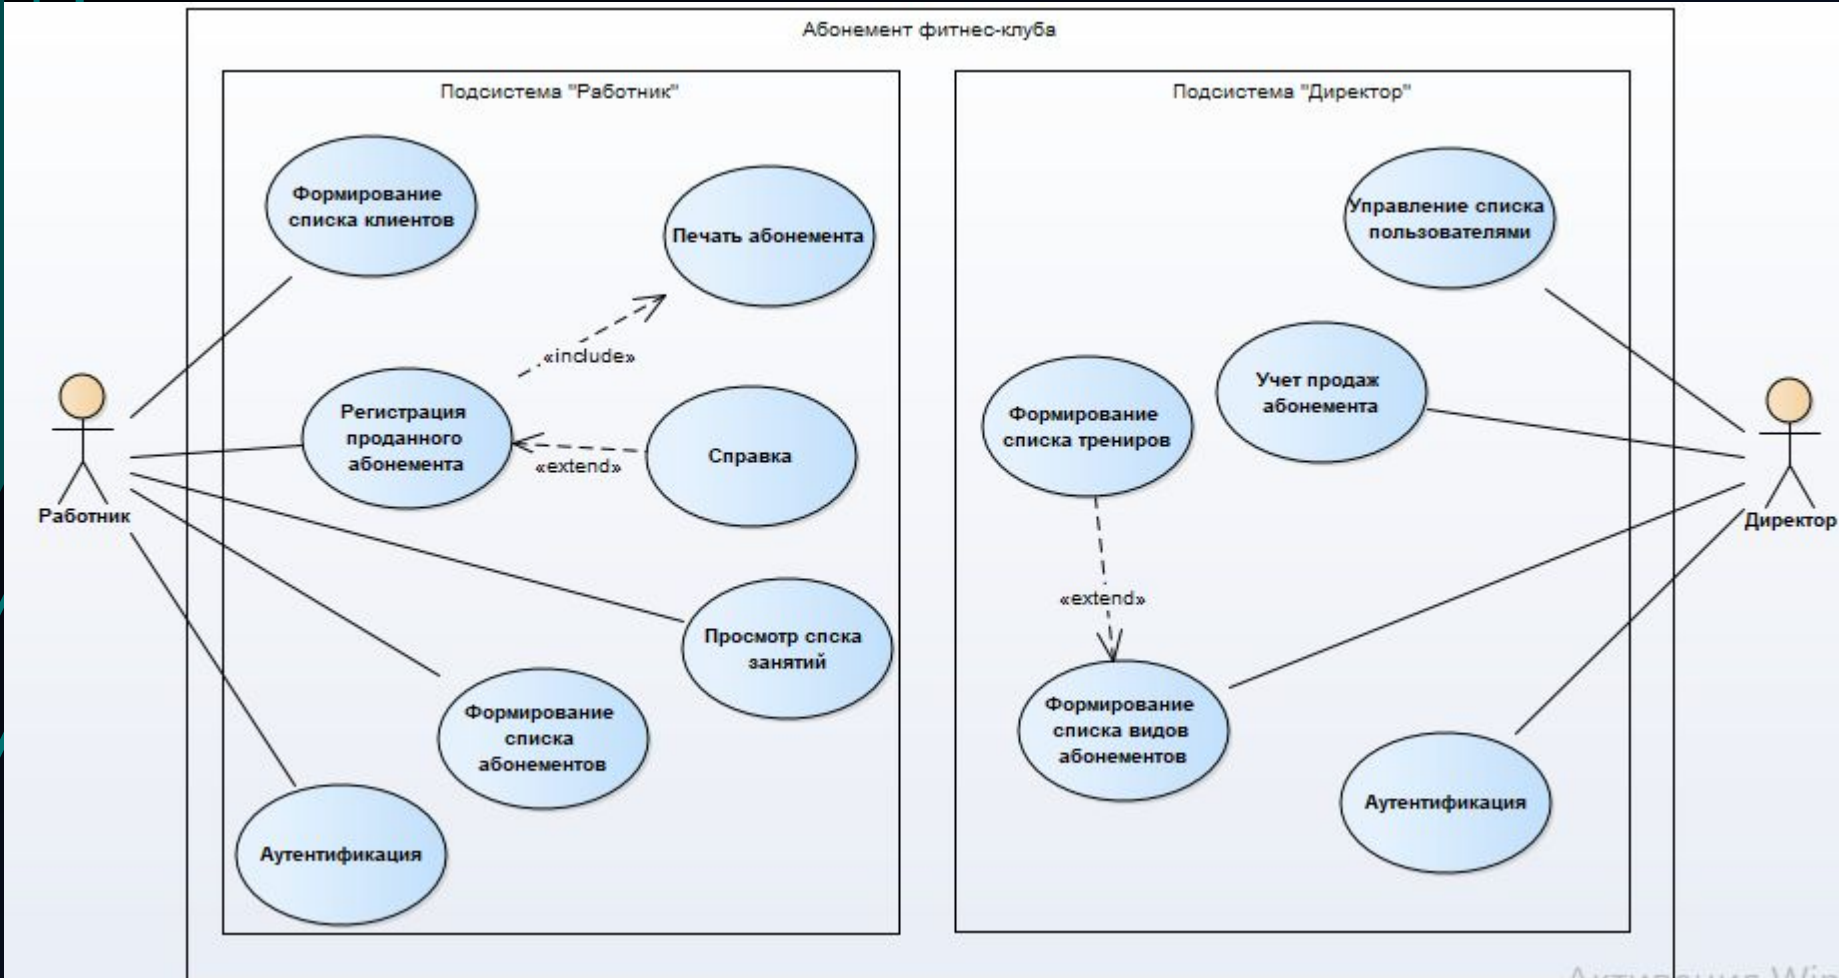 Абонемент фитнес-клуба
Подсистема "Работник"
Формирование
списка клиентов
Печать абонемента
«include»
Регистрация
проданного
абонемента
«extend»
Справка
Работник
Просмотр спска
занятий
Формирование
списка
абонементов
Аутентификация
Подсистема "Директор"
Управление списка
пользователями
Учет продаж
абонемента
Формирование
списка трениров
«extend»
Формирование
списка видов
абонементов
Аутентификация
Директор